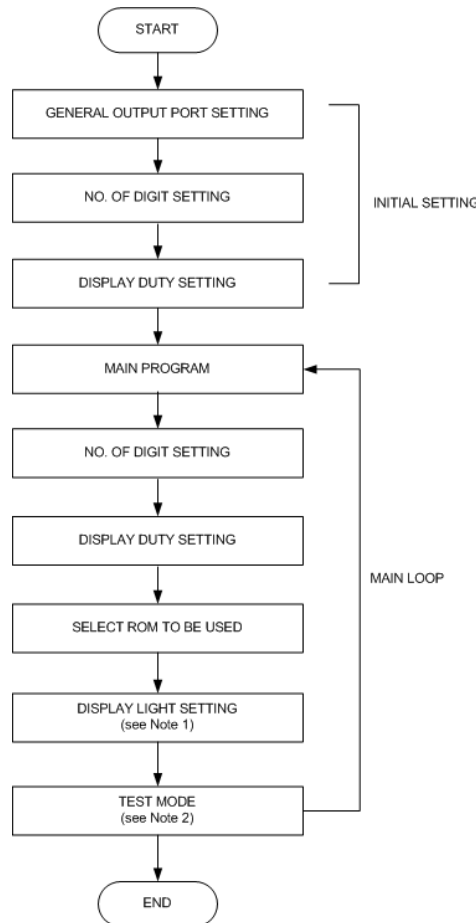 START
GENERAL OUTPUT PORT SETTING
NO. OF DIGIT SETTING
INITIAL SETTING
DISPLAY DUTY SETTING
MAIN PROGRAM
NO. OF DIGIT SETTING
DISPLAY DUTY SETTING
MAIN LOOP
SELECT ROM TO BE USED
DISPLAY LIGHT SETTING
(see Note 1)
TEST MODE
(see Note 2)
END